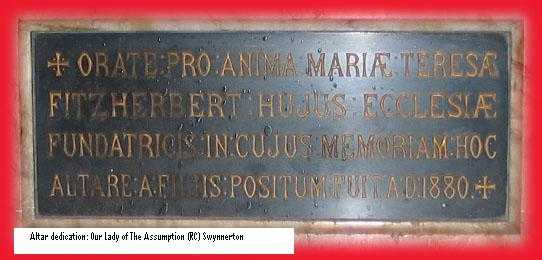 ✠ ORATE:PRO:ANIMA:MARIÆ:TERESÆ
FITZHERBERT:HUJUS:ECCLESIÆ
FUNDATRICIS:IN:CUJUS:MEMORIAM:HOC
ALTARE:A:FILIIS:POSITUM:FUIT.A.D.1880.✠
Altar dedication: Our Lady of The Assumption (RC) Swynnerton